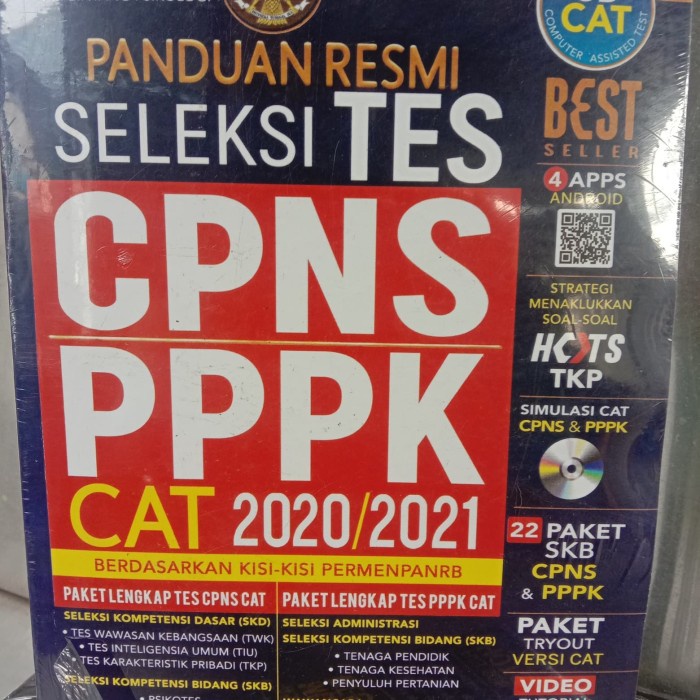 PANDUAN RESMI
SELEKSI TES
CPNS
PPPK
CAT 2020/2021
BERDASARKAN KISI-KISI PERMENPANRB
PAKET LENGKAP TES CPNS CAT
SELEKSI KOMPETENSI DASAR (SKD)
• TES WAWASAN KEBANGSAAN (TWK)
• TES INTELIGENSIA UMUM (TIU)
• TES KARAKTERISTIK PRIBADI (TKP)
SELEKSI KOMPETENSI BIDANG (SKB)
• PSIKOTES
PAKET LENGKAP TES PPPK CAT
SELEKSI ADMINISTRASI
SELEKSI KOMPETENSI BIDANG (SKB)
• TENAGA PENDIDIK
• TENAGA KESEHATAN
• PENYULUH PERTANIAN
CAT
COMPUTER ASSISTED TEST
BEST
SELLER
4 APPS
ANDROID
STRATEGI
MENAKLUKKAN
SOAL-SOAL
HOTS
TKP
SIMULASI CAT
CPNS & PPPK
22 PAKET
SKB
CPNS
& PPPK
PAKET
TRYOUT
VERSI CAT
VIDEO